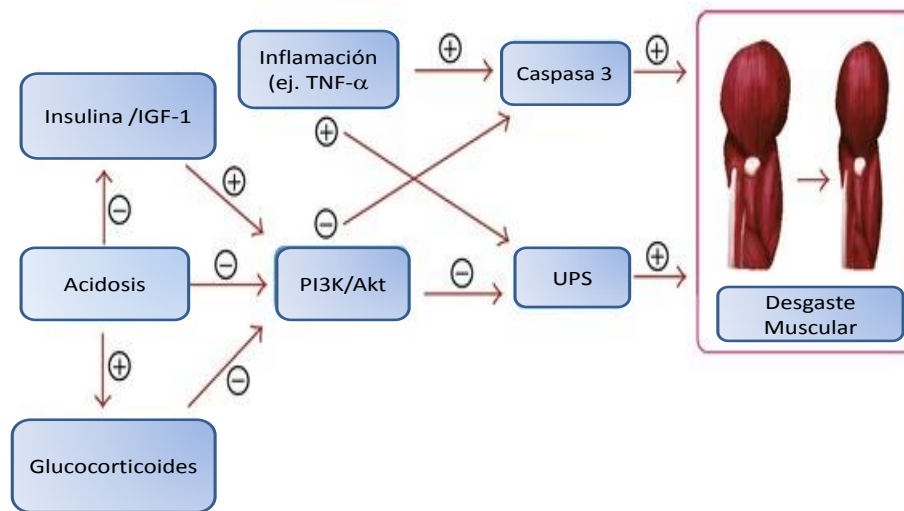 Inflamación
(ej. TNF-α
Caspasa 3
Insulina /IGF-1
Acidosis
PI3K/Akt
UPS
Desgaste
Muscular
Glucocorticoides
+
+
+
+
−
−
−
−
+
+
−